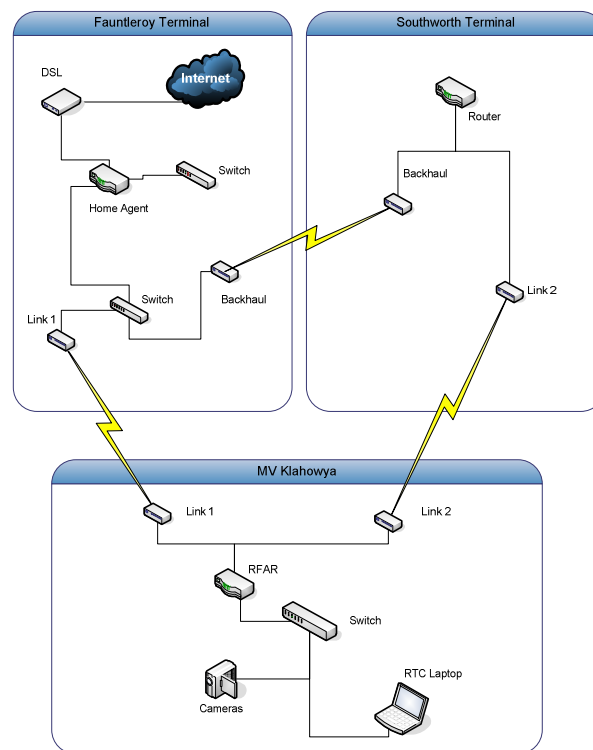 Fauntleroy Terminal
Southworth Terminal
DSL
Internet
Router
Switch
Home Agent
Backhaul
Switch
Backhaul
Link 1
Link 2
MV Klahowya
Link 1
Link 2
RFAR
Switch
RTC Laptop
Cameras